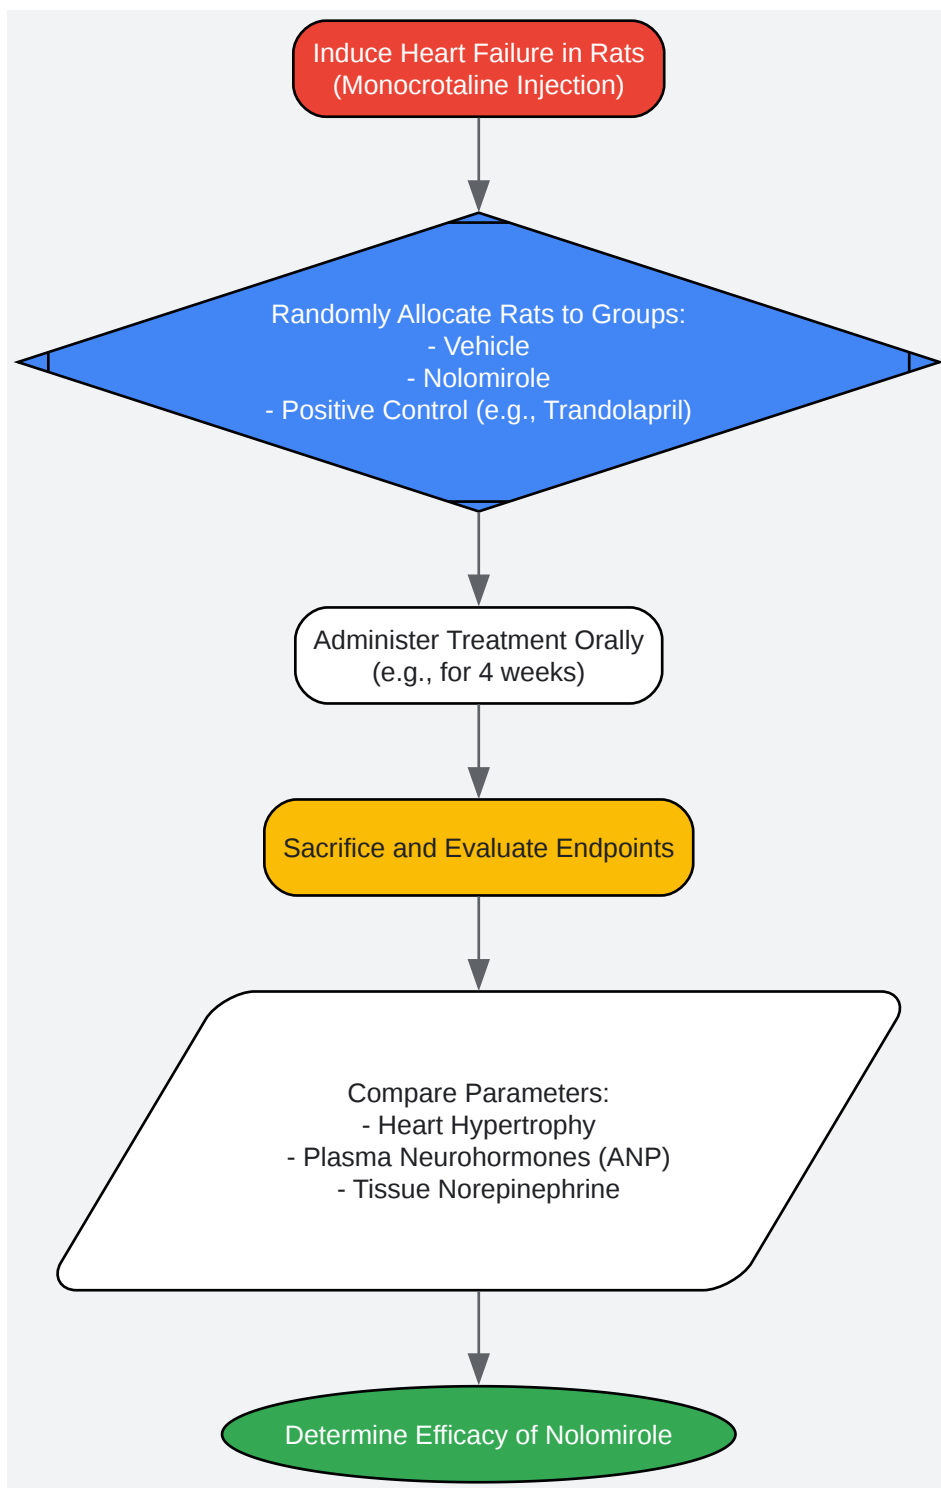 Induce Heart Failure in Rats
(Monocrotaline Injection)
Randomly Allocate Rats to Groups:
- Vehicle
- Nolomirole
- Positive Control (e.g., Trandolapril)
Administer Treatment Orally
(e.g., for 4 weeks)
Sacrifice and Evaluate Endpoints
Compare Parameters:
- Heart Hypertrophy
- Plasma Neurohormones (ANP)
- Tissue Norepinephrine
Determine Efficacy of Nolomirole